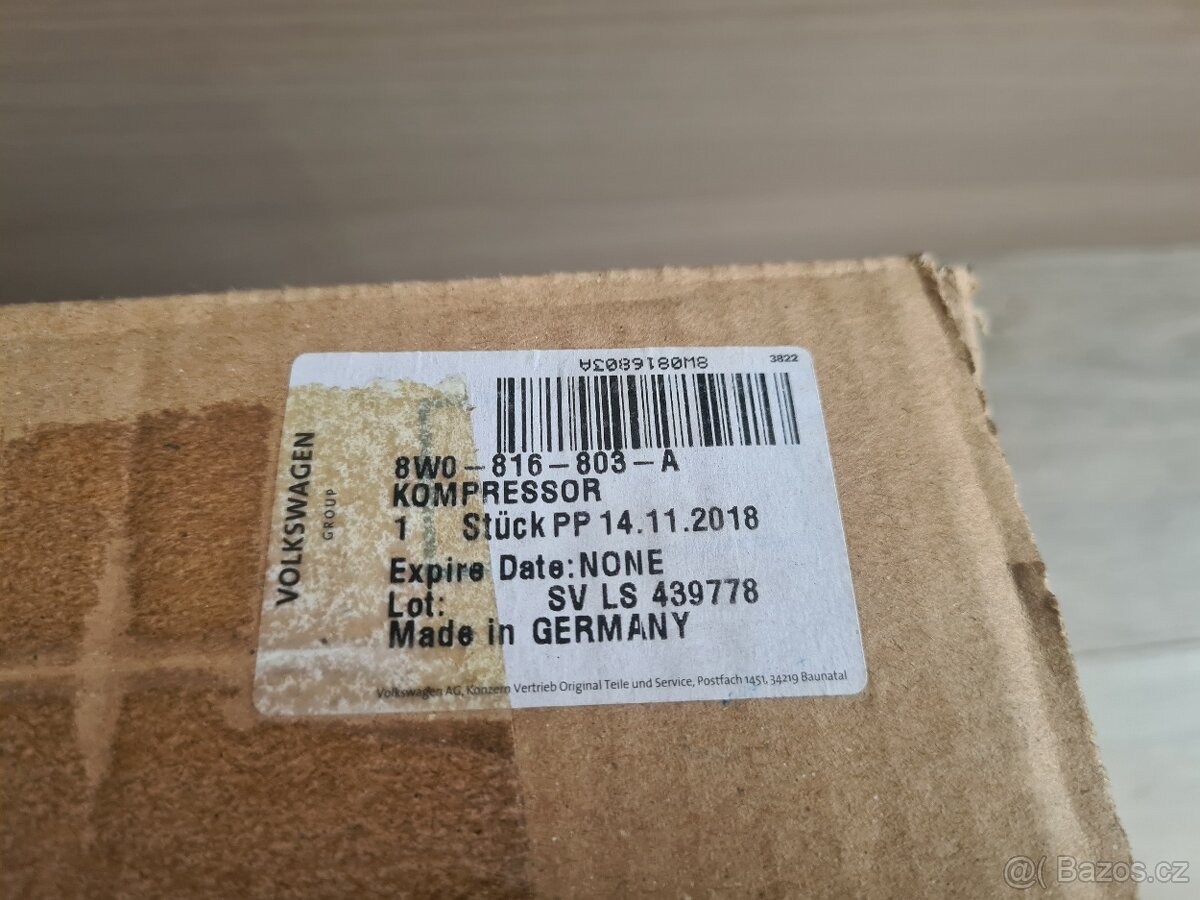 8W0816803A
3822
VOLKSWAGEN
GROUP
8W0-816-803-A
KOMPRESSOR
1 Stück PP 14.11.2018
Expire Date: NONE
Lot: SV LS 439778
Made in GERMANY
Volkswagen AG, Konzern Vertrieb Original Teile und Service, Postfach 1451, 34219 Baunatal
@( Bazos.cz